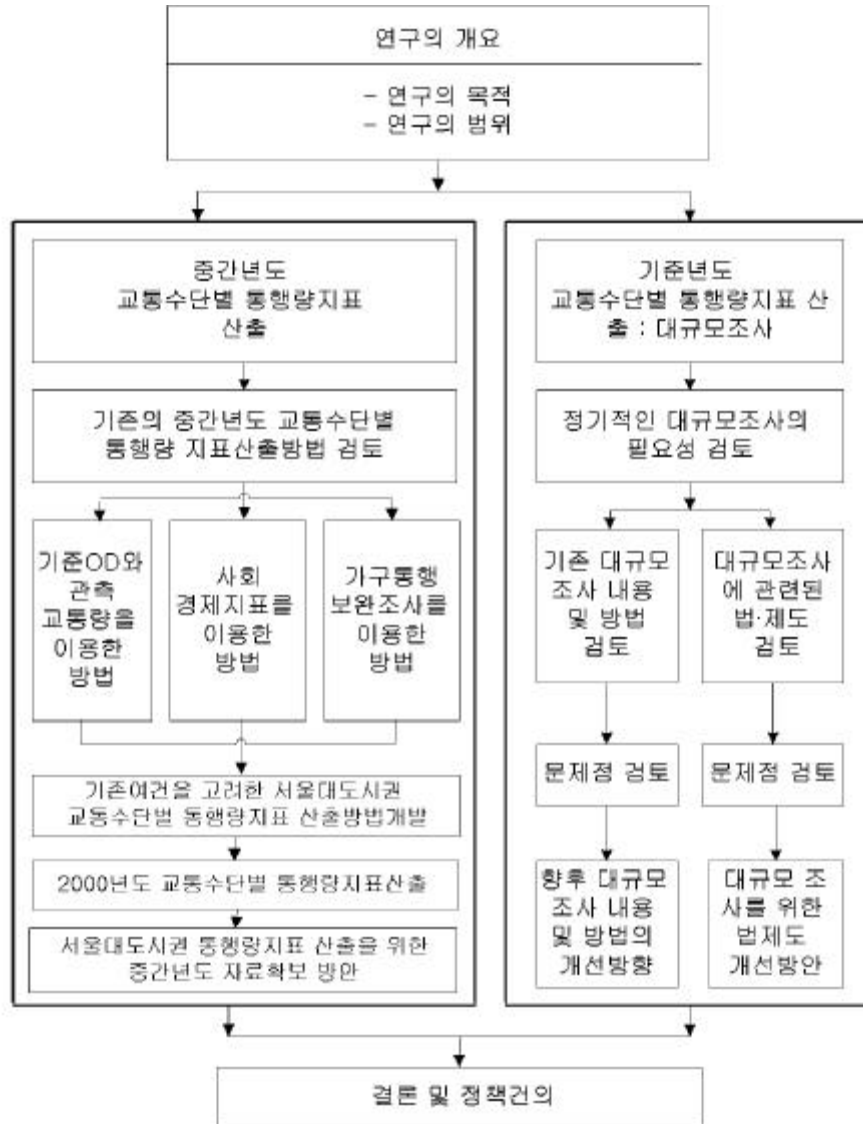 연구의 개요
- 연구의 목적
- 연구의 범위
중간년도
교통수단별 통행량지표
산출
기존의 중간년도 교통수단별
통행량 지표산출방법 검토
기준OD와
관측
교통량을
이용한
방법
사회
경제지표를
이용한
방법
가구통행
보완조사를
이용한
방법
기존여건을 고려한 서울대도시권
교통수단별 통행량지표 산출방법개발
2000년도 교통수단별 통행량지표산출
서울대도시권 통행량지표 산출을 위한
중간년도 자료확보 방안
기준년도
교통수단별 통행량지표 산
출 : 대규모조사
정기적인 대규모조사의
필요성 검토
기존 대규모
조사 내용
및 방법
검토
대규모조사
에 관련된
법·제도
검토
문제점 검토
문제점 검토
향후 대규모
조사 내용
및 방법의
개선방향
대규모 조
사를 위한
법제도
개선방안
결론 및 정책건의